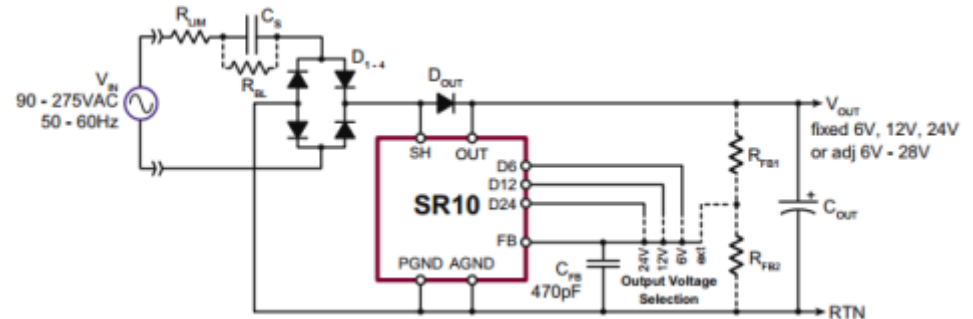 R_LIM
C_S
R_BL
D_1-4
D_OUT
V_IN
90 - 275VAC
50 - 60Hz
V_OUT
fixed 6V, 12V, 24V
or adj 6V - 28V
SH OUT
D6
D12
D24
SR10
FB
PGND AGND
C_FB
470pF
24V
12V
6V
ext
Output Voltage
Selection
R_FB1
R_FB2
+
C_OUT
RTN